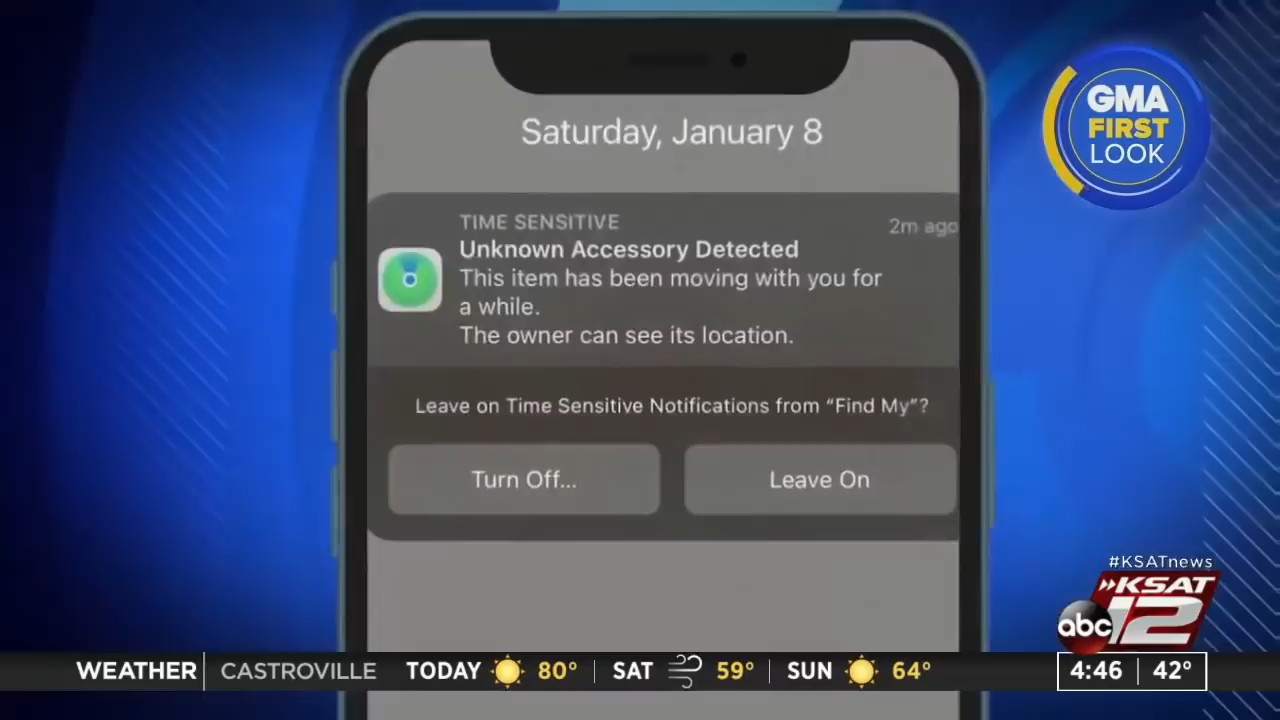 GMA
FIRST
LOOK
Saturday, January 8
TIME SENSITIVE
2m ago
Unknown Accessory Detected
This item has been moving with you for
a while.
The owner can see its location.
Leave on Time Sensitive Notifications from “Find My”?
Turn Off...
Leave On
#KSATnews
KSAT
abc 12
WEATHER CASTROVILLE TODAY 80° SAT 59° SUN 64° 4:46 42°